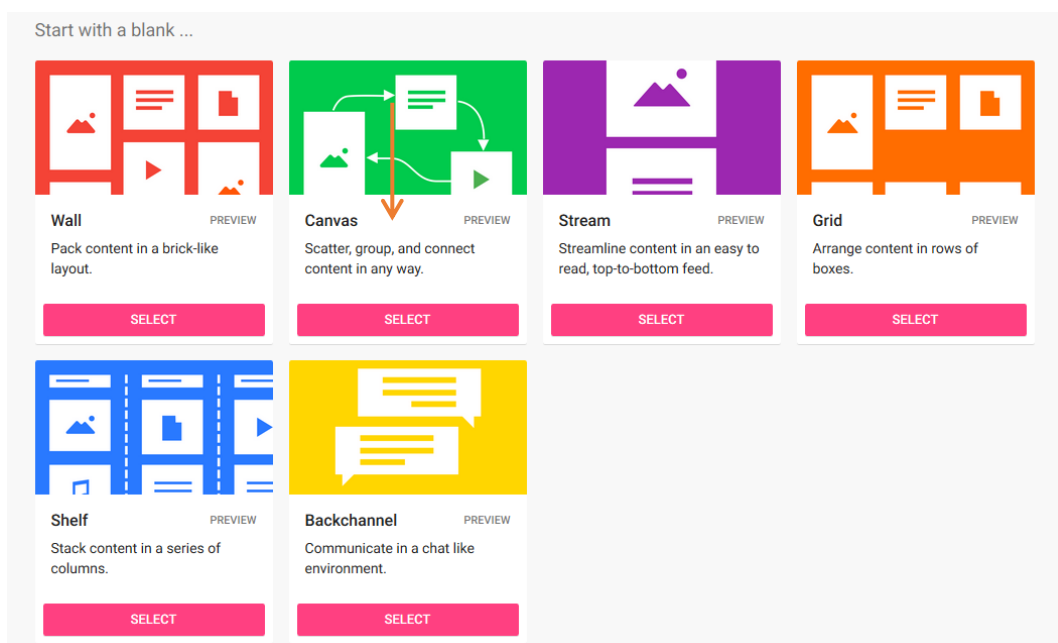 Start with a blank ...
Wall PREVIEW
Pack content in a brick-like
layout.
SELECT
Canvas PREVIEW
Scatter, group, and connect
content in any way.
SELECT
Stream PREVIEW
Streamline content in an easy to
read, top-to-bottom feed.
SELECT
Grid PREVIEW
Arrange content in rows of
boxes.
SELECT
Shelf PREVIEW
Stack content in a series of
columns.
SELECT
Backchannel PREVIEW
Communicate in a chat like
environment.
SELECT